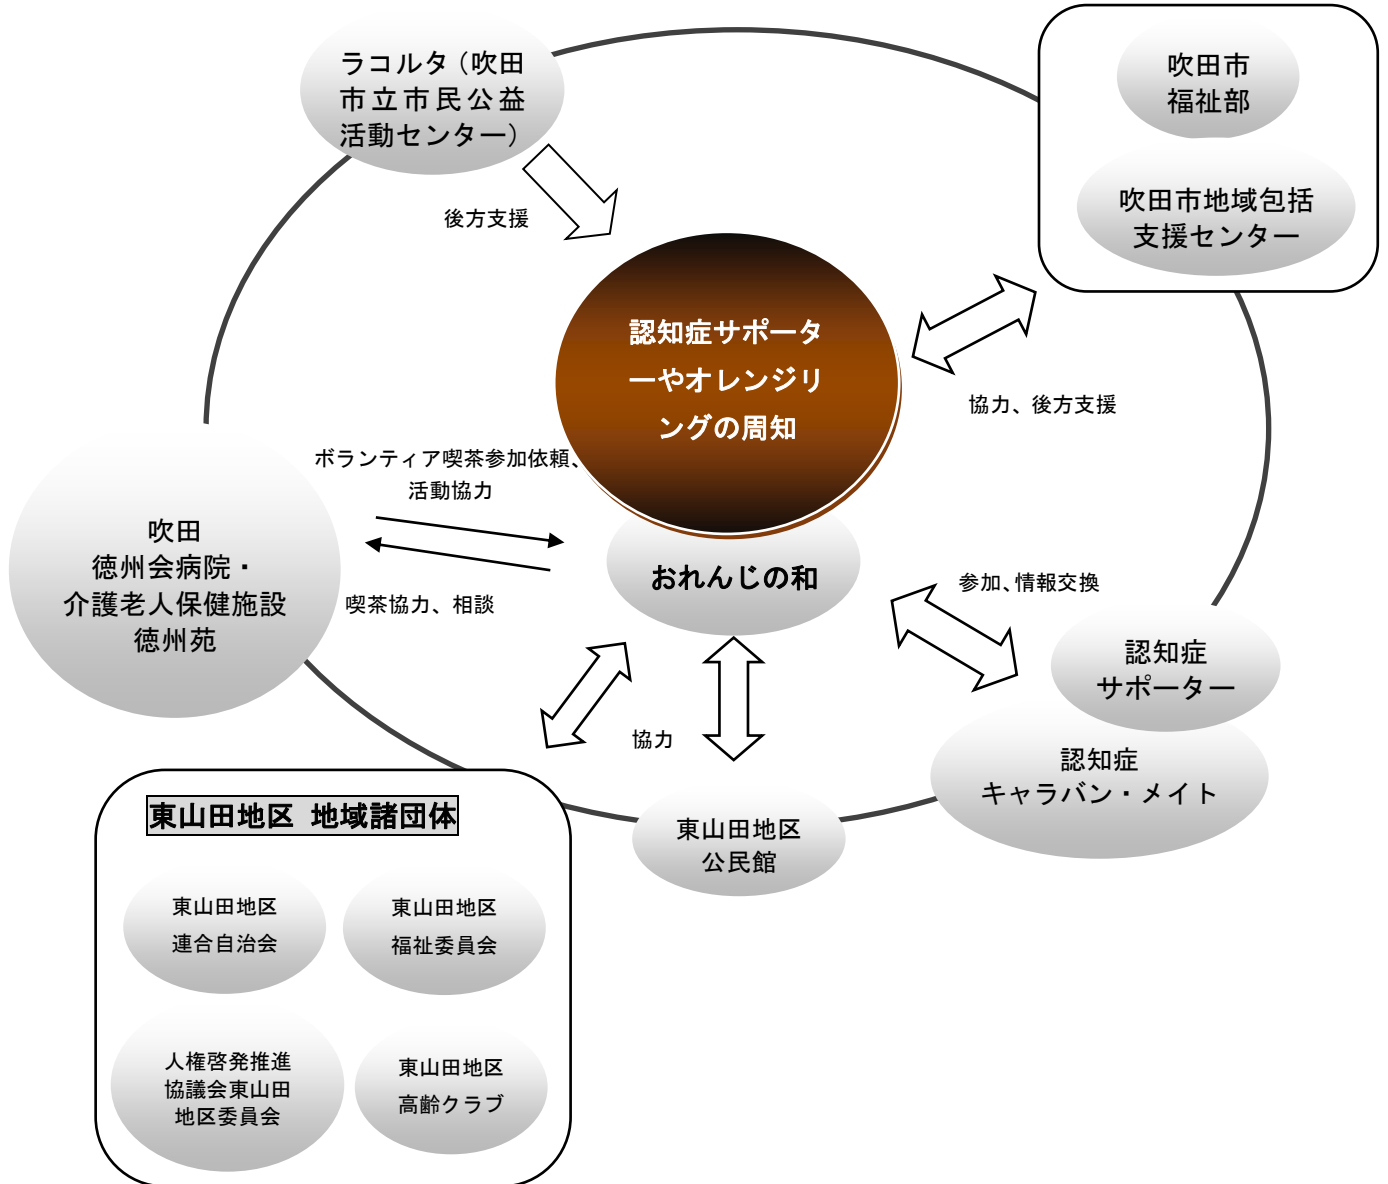 ラコルタ（吹田
市立市民公益
活動センター）
吹田市
福祉部
吹田市地域包括
支援センター
後方支援
認知症サポータ
ーやオレンジリ
ングの周知
協力、後方支援
ボランティア喫茶参加依頼、
活動協力
吹田
徳州会病院・
介護老人保健施設
徳州苑
喫茶協力、相談
おれんじの和
参加、情報交換
認知症
サポーター
認知症
キャラバン・メイト
協力
東山田地区
公民館
東山田地区 地域諸団体
東山田地区
連合自治会
東山田地区
福祉委員会
人権啓発推進
協議会東山田
地区委員会
東山田地区
高齢クラブ